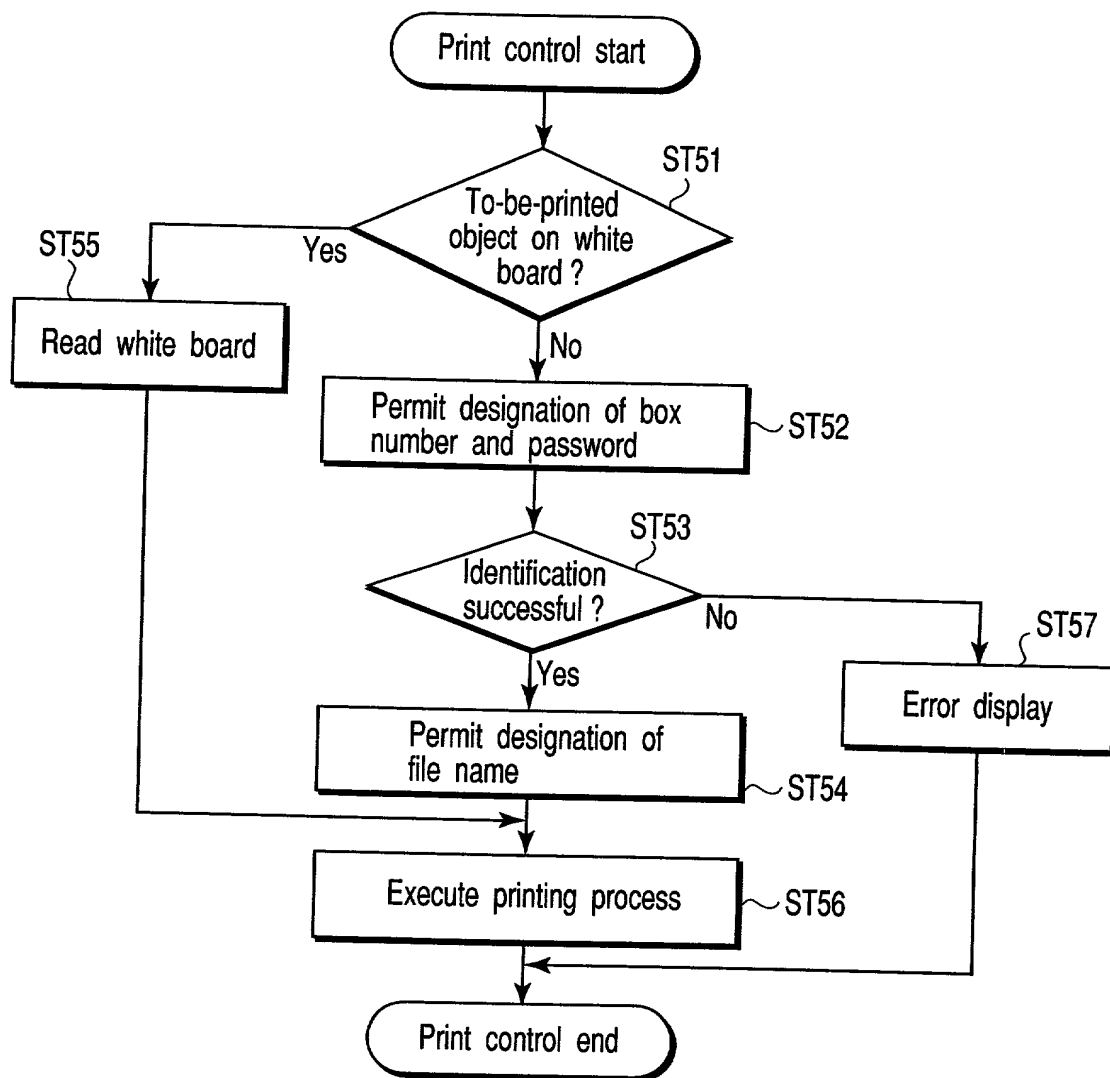 Print control start
ST51
To-be-printed
object on white
board ?
Yes
ST55
Read white board
No
Permit designation of box
number and password
ST52
ST53
Identification
successful ?
No
ST57
Yes
Error display
Permit designation of
file name
ST54
Execute printing process
ST56
Print control end